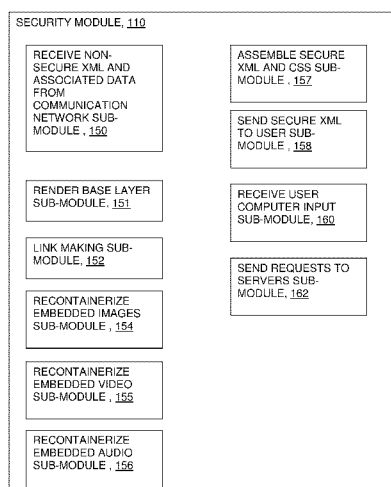 SECURITY MODULE, 110
RECEIVE NON-
SECURE XML AND
ASSOCIATED DATA
FROM
COMMUNICATION
NETWORK SUB-
MODULE , 150
RENDER BASE LAYER
SUB-MODULE, 151
LINK MAKING SUB-
MODULE, 152
RECONTAINERIZE
EMBEDDED IMAGES
SUB-MODULE , 154
RECONTAINERIZE
EMBEDDED VIDEO
SUB-MODULE , 155
RECONTAINERIZE
EMBEDDED AUDIO
SUB-MODULE , 156
ASSEMBLE SECURE
XML AND CSS SUB-
MODULE , 157
SEND SECURE XML
TO USER SUB-
MODULE , 158
RECEIVE USER
COMPUTER INPUT
SUB-MODULE, 160
SEND REQUESTS TO
SERVERS SUB-
MODULE, 162